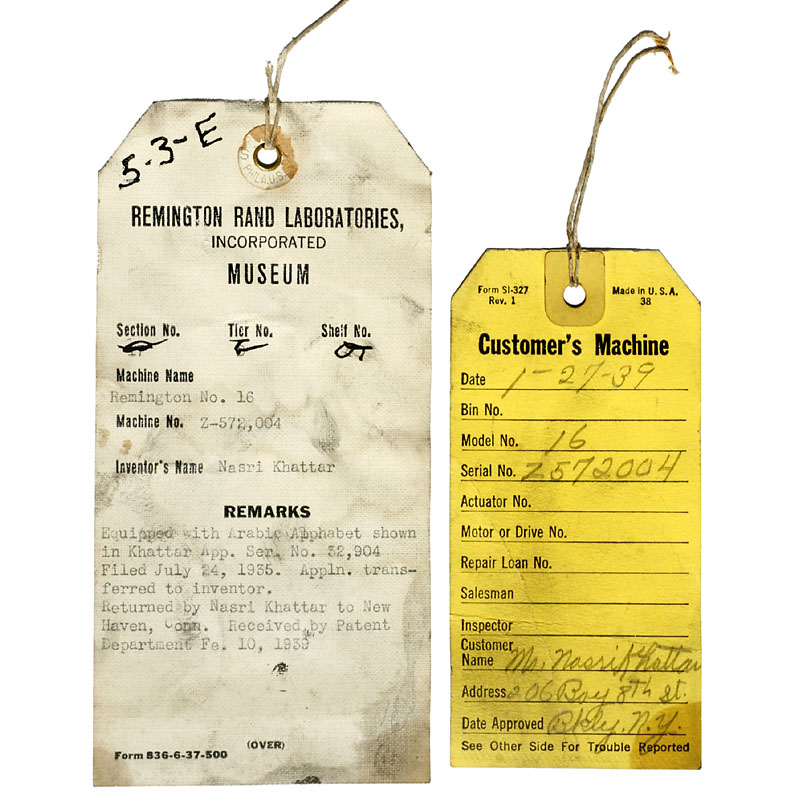 5-3-E
REMINGTON RAND LABORATORIES,
INCORPORATED
MUSEUM
Section No. Tier No. Shelf No.
Machine Name
Remington No. 16
Machine No. Z-572,004
Inventor's Name Nasri Khattar
REMARKS
Equipped with Arabic Alphabet shown
in Khattar App. Ser. No. 32,904
Filed July 24, 1935. Appln. trans-
ferred to inventor.
Returned by Nasri Khattar to New
Haven, Conn. Received by Patent
Department Fe. 10, 1939
(OVER)
Form 836-6-37-500
Form SI-327 Made in U.S.A.
Rev. 1 38
Customer's Machine
Date 1-27-39
Bin No.
Model No. 16
Serial No. Z572004
Actuator No.
Motor or Drive No.
Repair Loan No.
Salesman
Inspector
Customer
Name Mr. Nasri Khattar
Address 206 Bay 8th St.
Date Approved Bkly. N.Y.
See Other Side For Trouble Reported